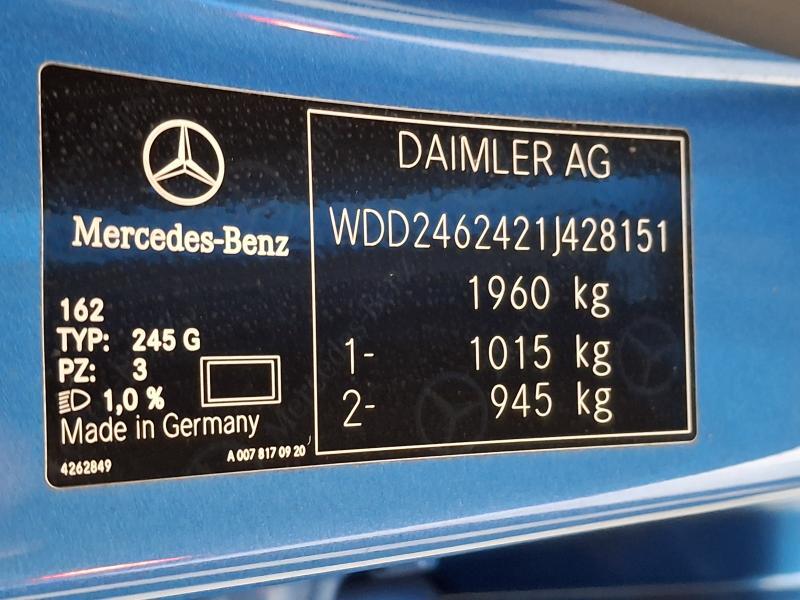 Mercedes-Benz
162
TYP: 245 G
PZ: 3
1,0 %
Made in Germany
4262849
A 007 817 09 20
DAIMLER AG
WDD2462421J428151
1960 kg
1- 1015 kg
2- 945 kg